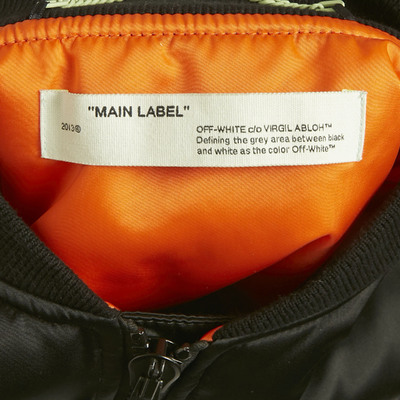 "MAIN LABEL"
2013®
OFF-WHITE c/o VIRGIL ABLOH™
Defining the grey area between black
and white as the color Off-White™